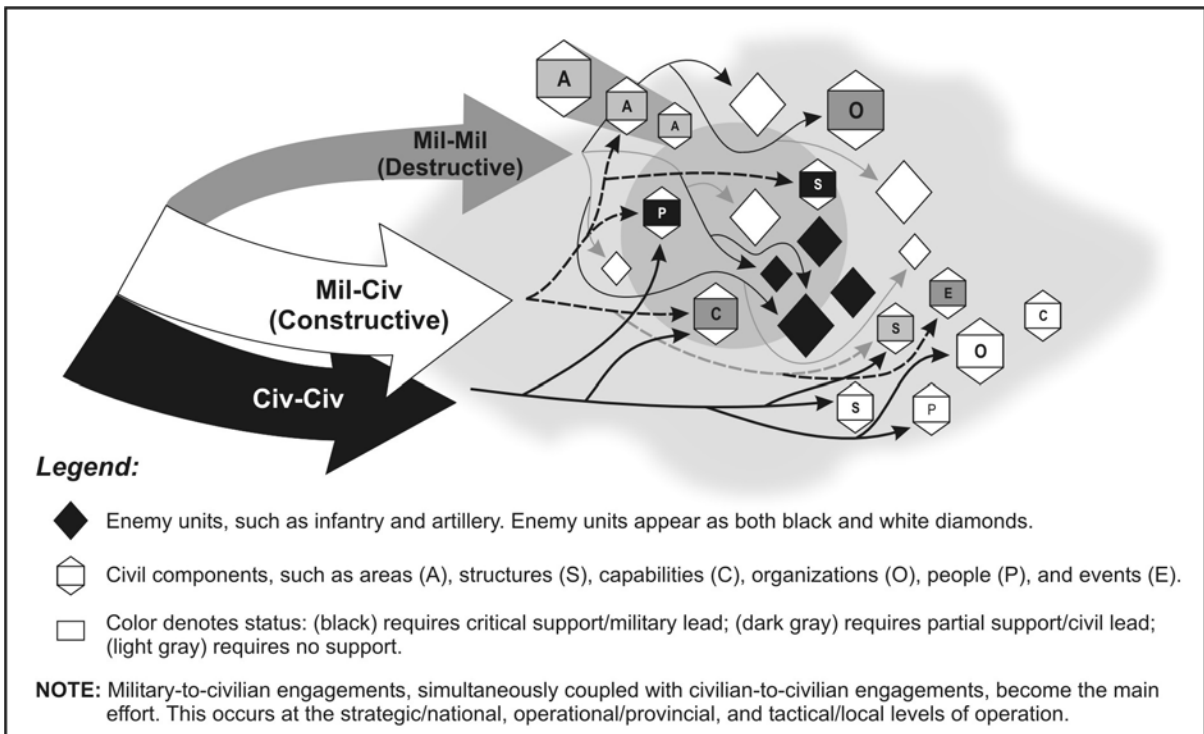 A
A
A
O
Mil-Mil
(Destructive)
S
P
Mil-Civ
(Constructive)
C
E
C
S
O
Civ-Civ
S
P
Legend:
Enemy units, such as infantry and artillery. Enemy units appear as both black and white diamonds.
Civil components, such as areas (A), structures (S), capabilities (C), organizations (O), people (P), and events (E).
Color denotes status: (black) requires critical support/military lead; (dark gray) requires partial support/civil lead;
(light gray) requires no support.
NOTE: Military-to-civilian engagements, simultaneously coupled with civilian-to-civilian engagements, become the main
effort. This occurs at the strategic/national, operational/provincial, and tactical/local levels of operation.